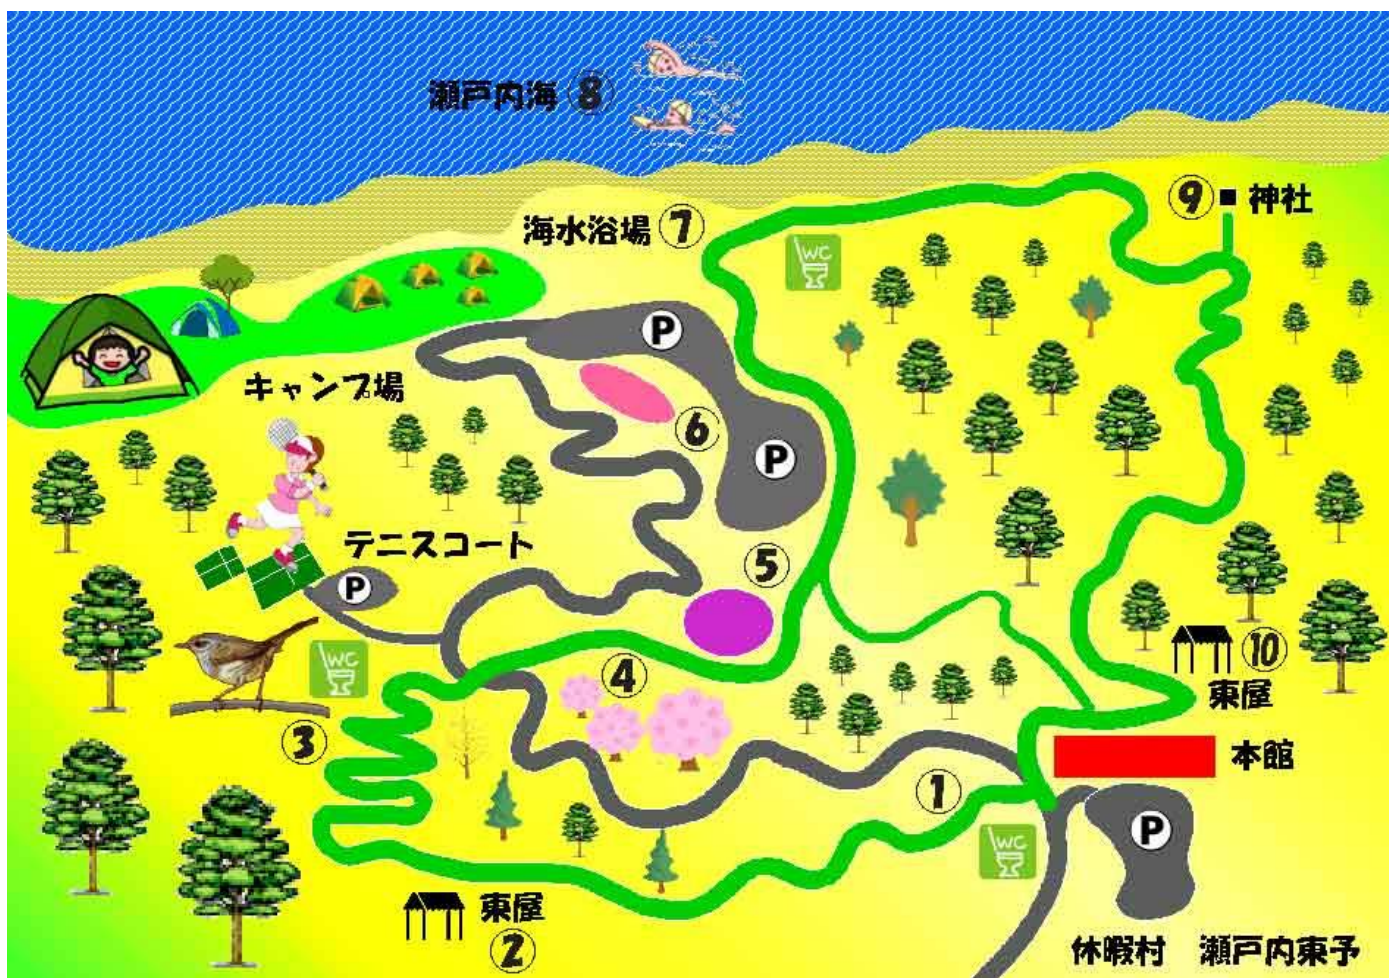 瀬戸内海 ⑧
⑨ 神社
海水浴場 ⑦
WC
P
キャンプ場
⑥
P
テニスコート
P
⑤
WC
④
⑩
東屋
③
本館
①
P
WC
東屋
②
休暇村 瀬戸内東予